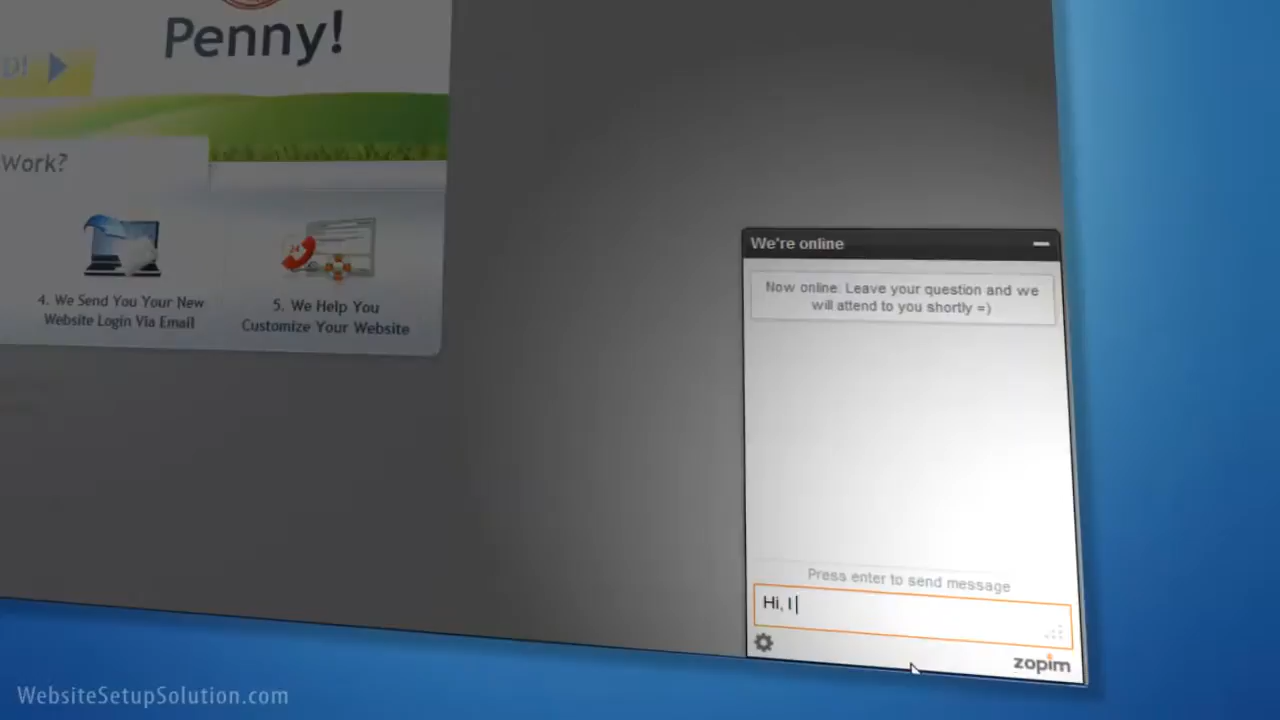 Penny!
D!
Work?
4. We Send You Your New
Website Login Via Email
5. We Help You
Customize Your Website
We're online
Now online. Leave your question and we
will attend to you shortly =)
Press enter to send message
Hi, I
zopim
WebsiteSetupSolution.com